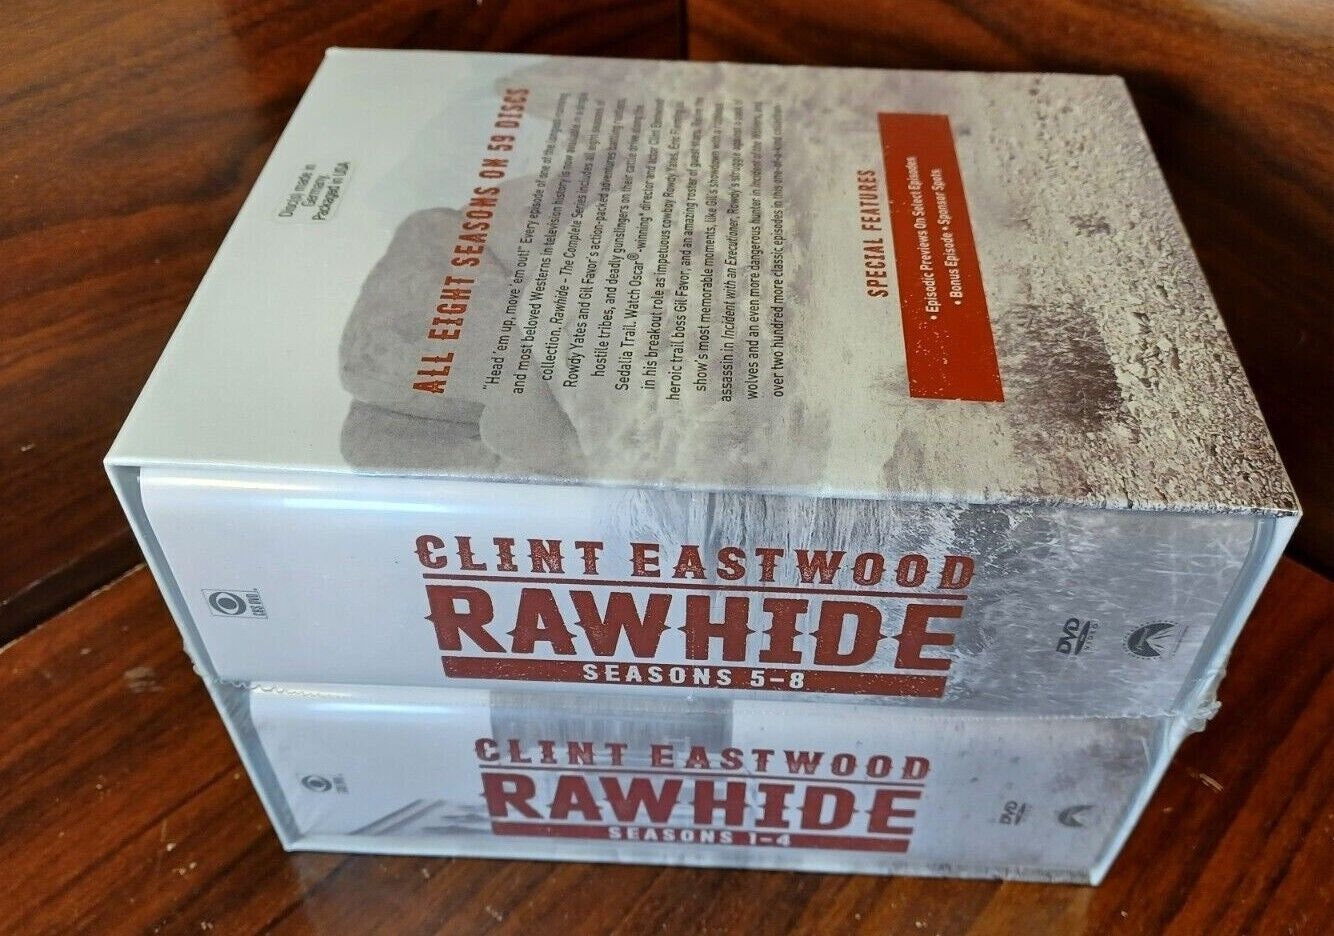 Discs made in
Germany.
Packaged in USA
ALL EIGHT SEASONS ON 59 DISCS
"Head 'em up, move 'em out!" Every episode of one of the longest-running
and most beloved Westerns in television history is now available in a single
collection. Rawhide – The Complete Series includes all eight seasons of
Rowdy Yates and Gil Favor's action-packed adventures battling rustlers,
hostile tribes, and deadly gunslingers on their cattle drive along the
Sedalia Trail. Watch Oscar®-winning* director and actor Clint Eastwood
in his breakout role as impetuous cowboy Rowdy Yates, Eric Fleming as
heroic trail boss Gil Favor, and an amazing roster of guest stars. Relive the
show's most memorable moments, like Gil's showdown with a ruthless
assassin in Incident with an Executioner, Rowdy's struggle against a pack of
wolves and an even more dangerous hunter in Incident of the Wolvers, and
over two hundred more classic episodes in this one-of-a-kind collection
SPECIAL FEATURES
• Episodic Previews On Select Episodes
• Bonus Episode • Sponsor Spots
CLINT EASTWOOD
RAWHIDE
SEASONS 5-8
CBS DVD
DVD
VIDEO
CLINT EASTWOOD
RAWHIDE
SEASONS 1-4
DVD